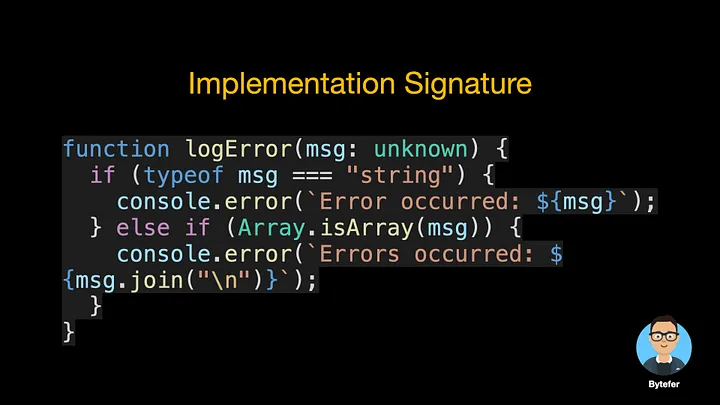 Implementation Signature
function logError(msg: unknown) {
  if (typeof msg === "string") {
    console.error(`Error occurred: ${msg}`);
  } else if (Array.isArray(msg)) {
    console.error(`Errors occurred: $
{msg.join("\n")}`);
  }
}
Bytefer